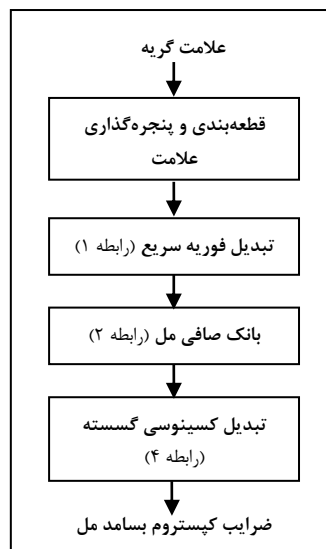 علامت گریه
قطعه‌بندی و پنجره‌گذاری
علامت
تبدیل فوریه سریع (رابطه ۱)
بانک صافی مل (رابطه ۲)
تبدیل کسینوسی گسسته
(رابطه ۴)
ضرایب کپستروم بسامد مل